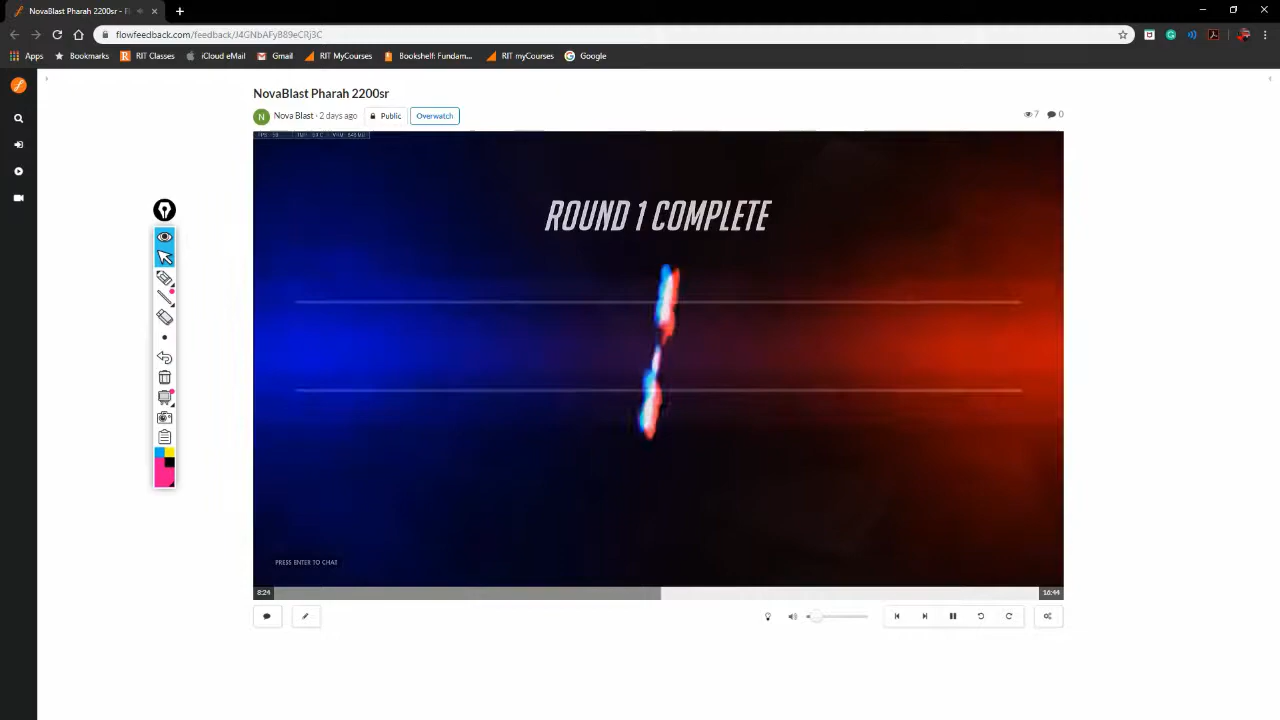 NovaBlast Pharah 2200sr - F
flowfeedback.com/feedback/J4GNbAFyB89eCRj3C
Apps Bookmarks RIT Classes iCloud eMail Gmail RIT MyCourses Bookshelf: Fundam... RIT myCourses Google
NovaBlast Pharah 2200sr
N Nova Blast · 2 days ago Public Overwatch 7 0
ROUND 1 COMPLETE
PRESS ENTER TO CHAT
8:24 16:44